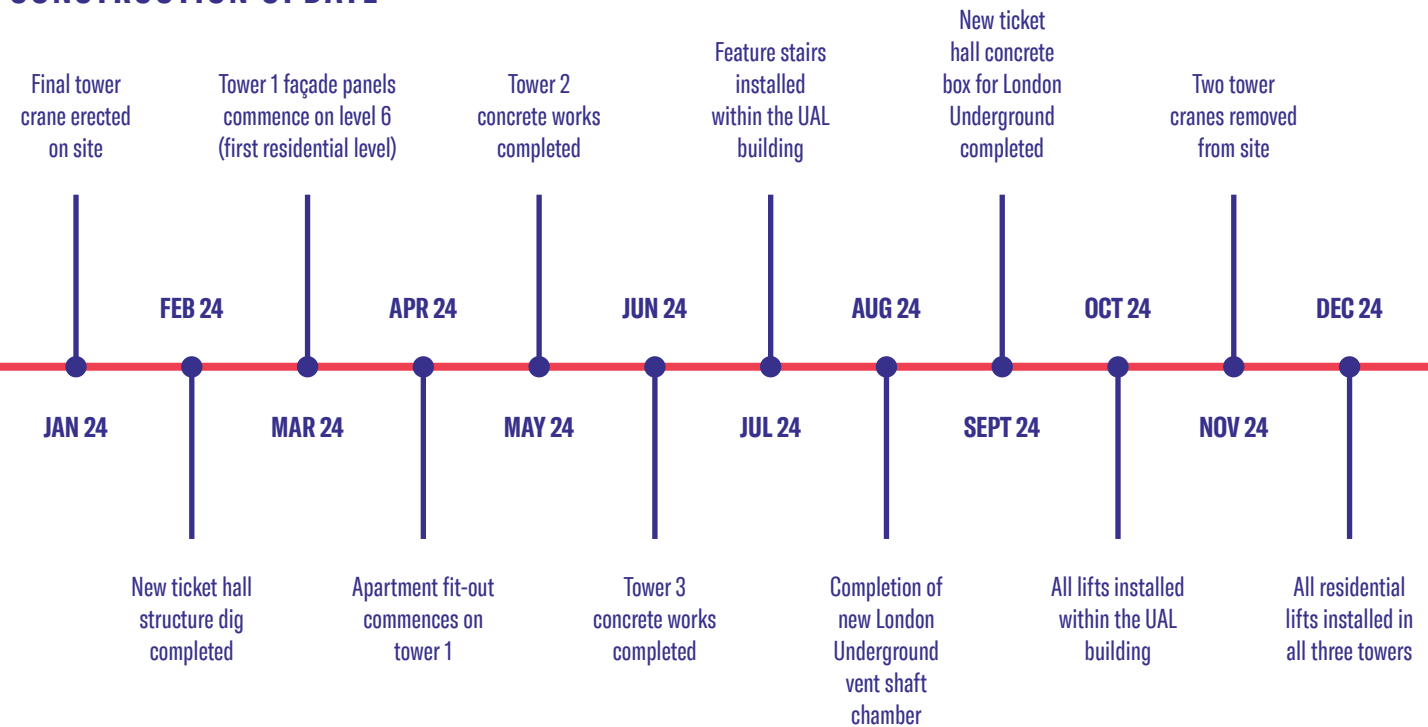 CONSTRUCTION UPDATE
Final tower
crane erected
on site
JAN 24
FEB 24
New ticket hall
structure dig
completed
Tower 1 façade panels
commence on level 6
(first residential level)
MAR 24
APR 24
Apartment fit-out
commences on
tower 1
Tower 2
concrete works
completed
MAY 24
JUN 24
Tower 3
concrete works
completed
Feature stairs
installed
within the UAL
building
JUL 24
AUG 24
Completion of
new London
Underground
vent shaft
chamber
New ticket
hall concrete
box for London
Underground
completed
SEPT 24
OCT 24
All lifts installed
within the UAL
building
Two tower
cranes removed
from site
NOV 24
DEC 24
All residential
lifts installed in
all three towers